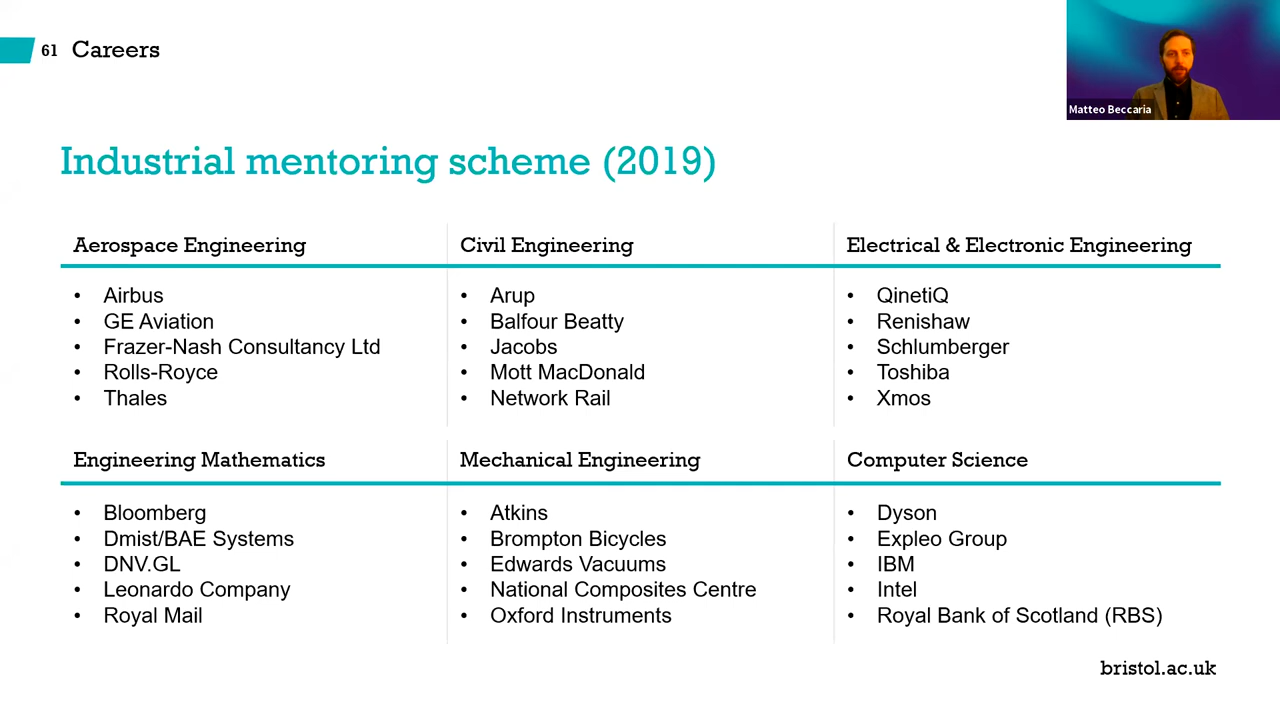 61 Careers
Matteo Beccaria
Industrial mentoring scheme (2019)
Aerospace Engineering
• Airbus
• GE Aviation
• Frazer-Nash Consultancy Ltd
• Rolls-Royce
• Thales
Civil Engineering
• Arup
• Balfour Beatty
• Jacobs
• Mott MacDonald
• Network Rail
Electrical & Electronic Engineering
• QinetiQ
• Renishaw
• Schlumberger
• Toshiba
• Xmos
Engineering Mathematics
• Bloomberg
• Dmist/BAE Systems
• DNV.GL
• Leonardo Company
• Royal Mail
Mechanical Engineering
• Atkins
• Brompton Bicycles
• Edwards Vacuums
• National Composites Centre
• Oxford Instruments
Computer Science
• Dyson
• Expleo Group
• IBM
• Intel
• Royal Bank of Scotland (RBS)
bristol.ac.uk